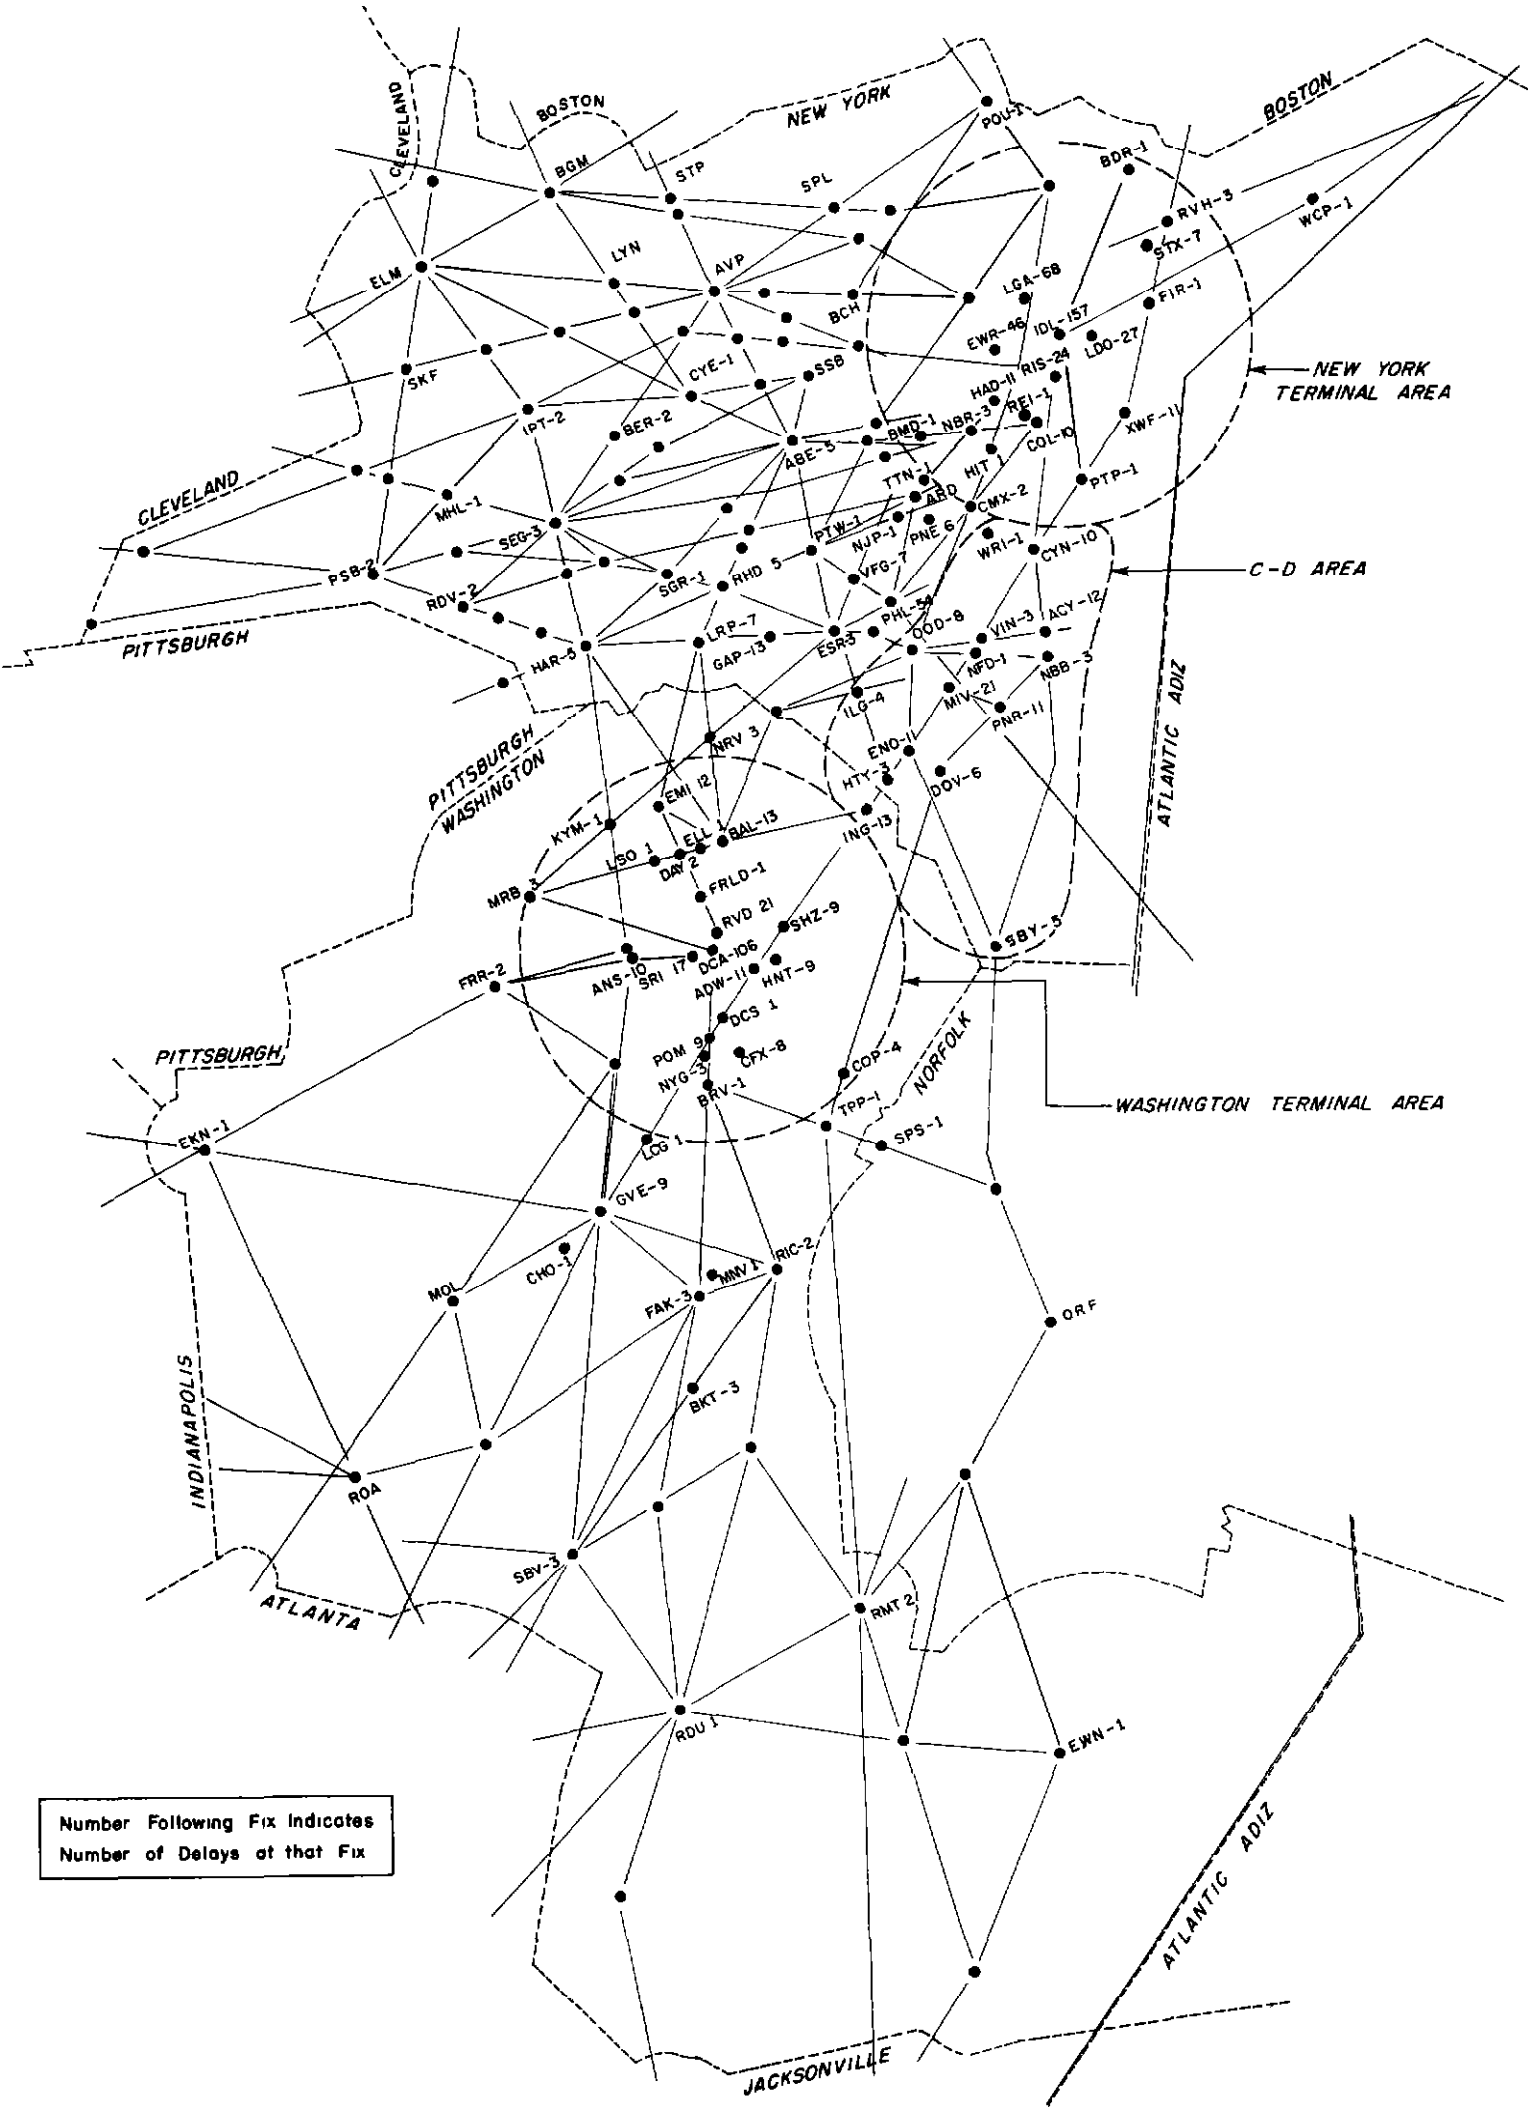 CLEVELAND
BOSTON
NEW YORK
BOSTON
POU-1
BGM
STP
SPL
BDR-1
RVH-3
WCP-1
STX-7
ELM
LYN
AVP
BCH
LGA-68
FIR-1
EWR-46
IDL-157
LDO-27
SKF
CYE-1
SSB
HAD-11
RIS-24
NEW YORK
TERMINAL AREA
IPT-2
BER-2
ABE-5
BMD-1
NBR-3
REI-1
COL-10
XWF-11
CLEVELAND
MHL-1
TTN-1
HIT 1
PTP-1
ARD
CMX-2
SEG-3
PTW-1
NJP-1
PNE 6
WRI-1
CYN-10
C-D AREA
PSB-2
RDV-2
SGR-1
RHD 5
VFG-7
PHL-54
OOD-8
VIN-3
ACY-12
PITTSBURGH
HAR-5
LRP-7
GAP-13
ESR3
NFD-1
NBB-3
MIV-21
ILG-4
PNR-11
PITTSBURGH
WASHINGTON
NRV 3
ENO-11
HTY-3
DOV-6
ATLANTIC ADIZ
EMI 12
KYM-1
LSO 1
DAY 2
ELL 1
BAL-13
ING-13
MRB 3
FRLD-1
RVD 21
SHZ-9
SBY-5
FRR-2
ANS-10
SRI 17
DCA-106
ADW-11
HNT-9
DCS 1
PITTSBURGH
POM 9
CFX-8
NYG-3
BRV-1
COP-4
NORFOLK
TPP-1
SPS-1
WASHINGTON TERMINAL AREA
EKN-1
LCG 1
GVE-9
CHO-1
RIC-2
MNV 1
MOL
FAK-3
ORF
INDIANAPOLIS
BKT-3
ROA
SBV-3
ATLANTA
RMT 2
RDU 1
EWN-1
Number Following Fix Indicates
Number of Delays at that Fix
ATLANTIC ADIZ
JACKSONVILLE